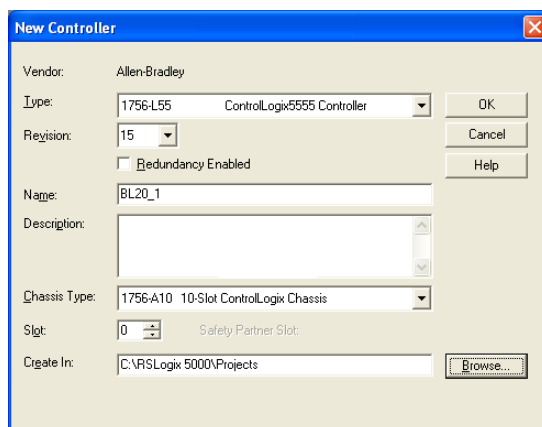 New Controller
Vendor: Allen-Bradley
Type: 1756-L55 ControlLogix5555 Controller OK
Revision: 15 Cancel
Redundancy Enabled Help
Name: BL20_1
Description:
Chassis Type: 1756-A10 10-Slot ControlLogix Chassis
Slot: 0 Safety Partner Slot:
Create In: C:\RSLogix 5000\Projects Browse...